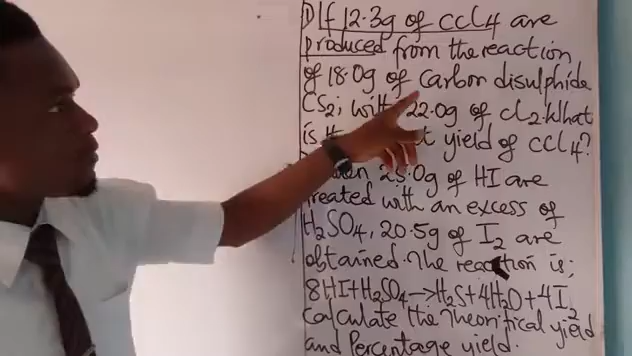 1) If 12.3g of CCl4 are
produced from the reaction
of 18.0g of Carbon disulphide
CS2; with 22.0g of Cl2. What
is yield of CCl4?
25.0g of HI are
treated with an excess of
H2SO4, 20.5g of I2 are
obtained. The reaction is;
8HI + H2SO4 → H2S + 4H2O + 4I2
Calculate the Theoritical yield
and Percentage yield.